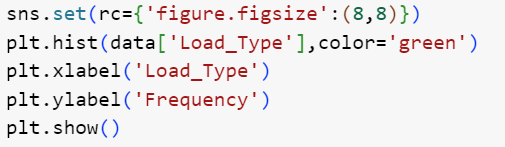 sns.set(rc={'figure.figsize':(8,8)})
plt.hist(data['Load_Type'],color='green')
plt.xlabel('Load_Type')
plt.ylabel('Frequency')
plt.show()